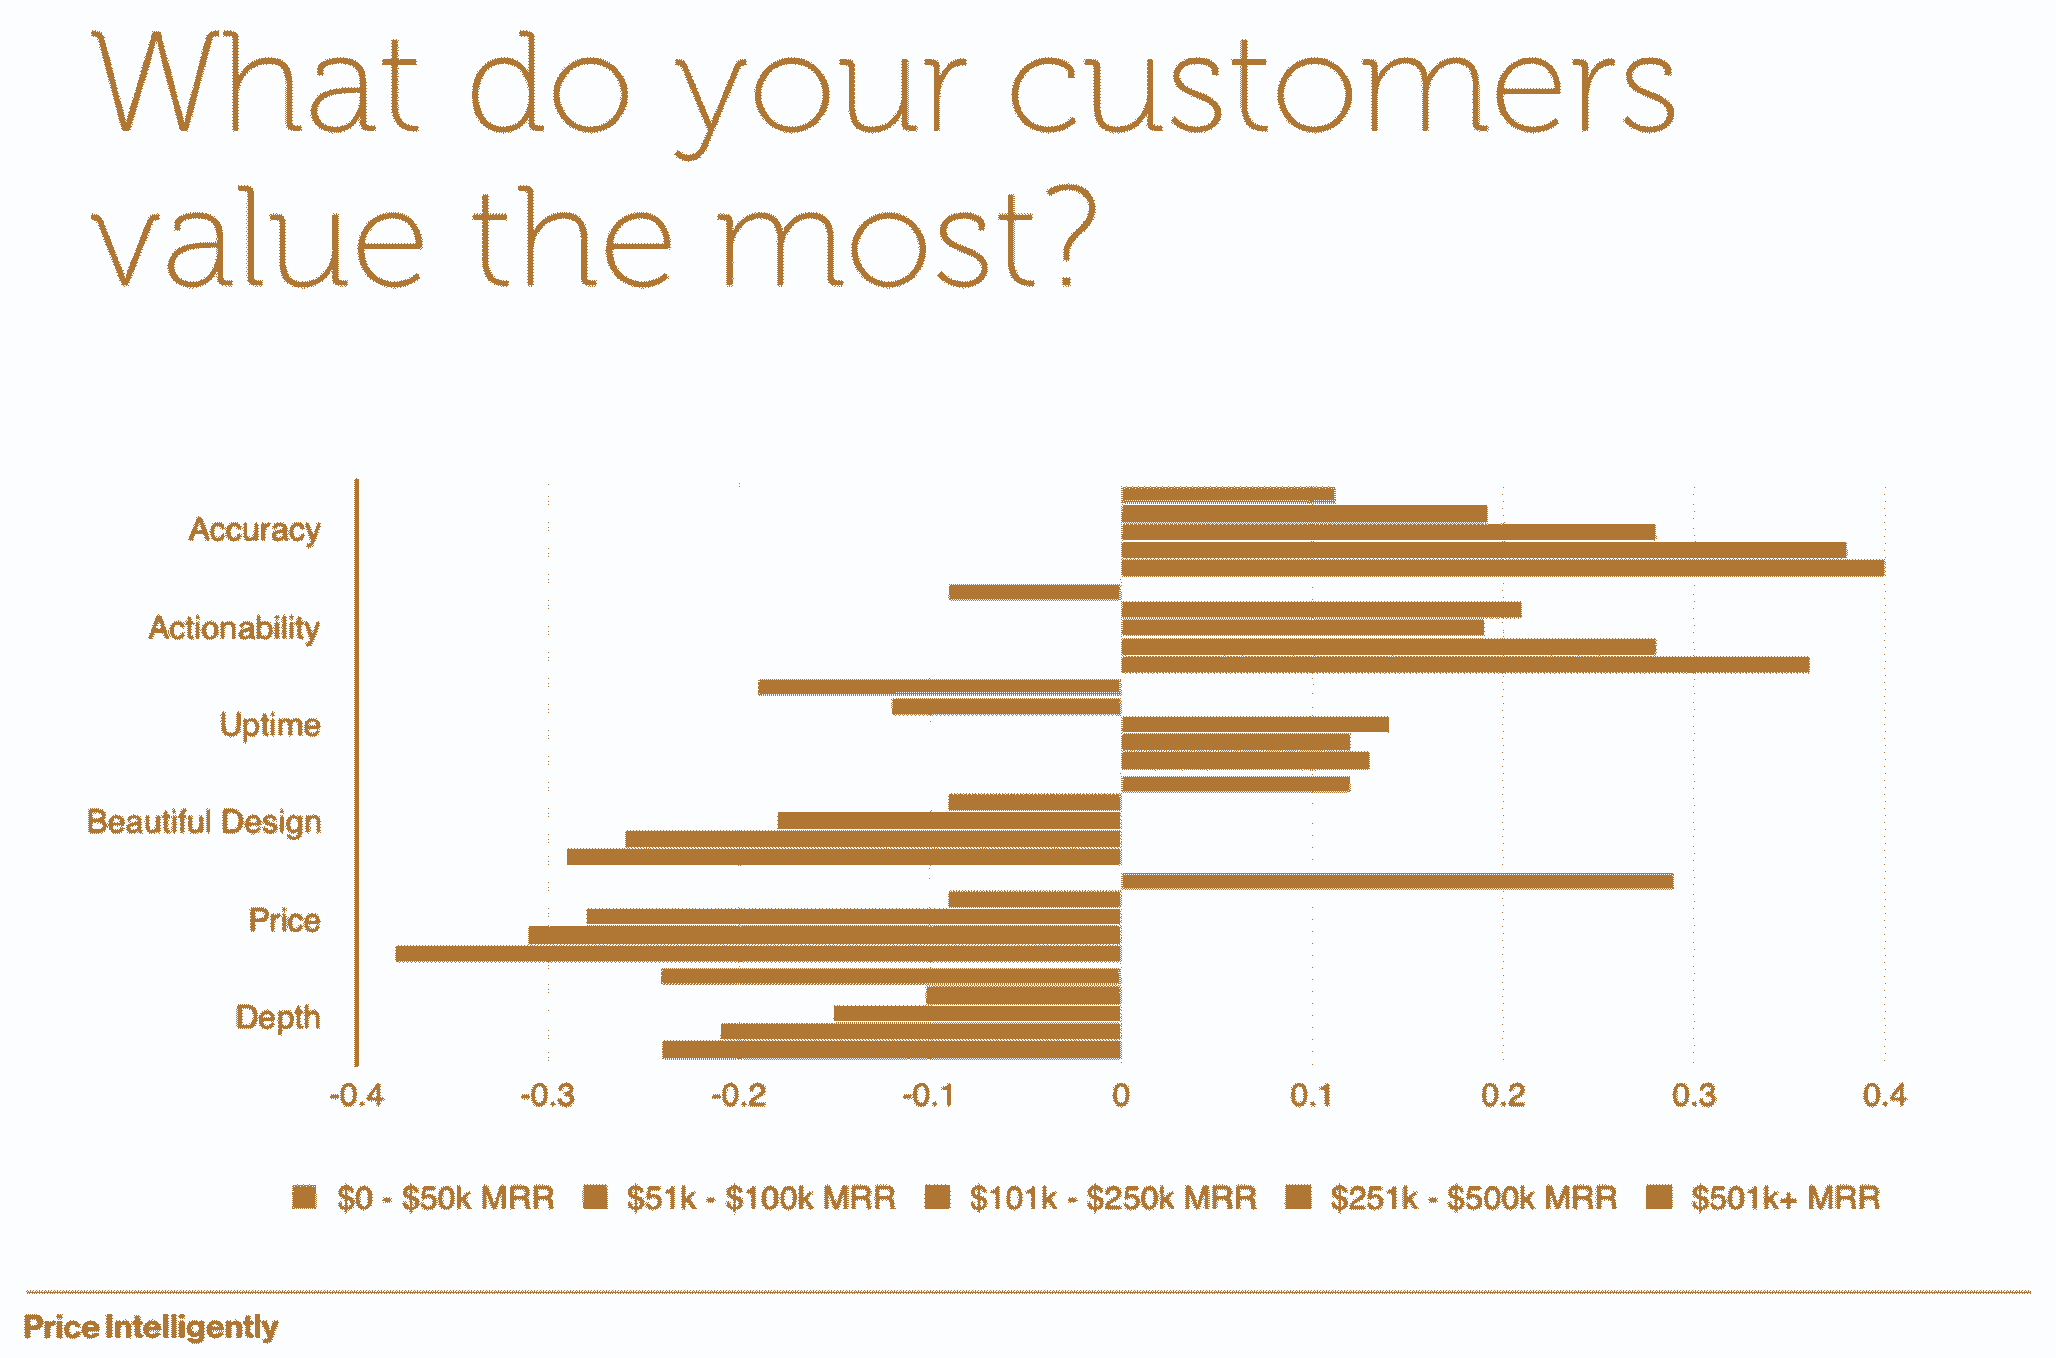 What do your customers
value the most?
Accuracy
Actionability
Uptime
Beautiful Design
Price
Depth
-0.4 -0.3 -0.2 -0.1 0 0.1 0.2 0.3 0.4
$0 - $50k MRR $51k - $100k MRR $101k - $250k MRR $251k - $500k MRR $501k+ MRR
Price Intelligently